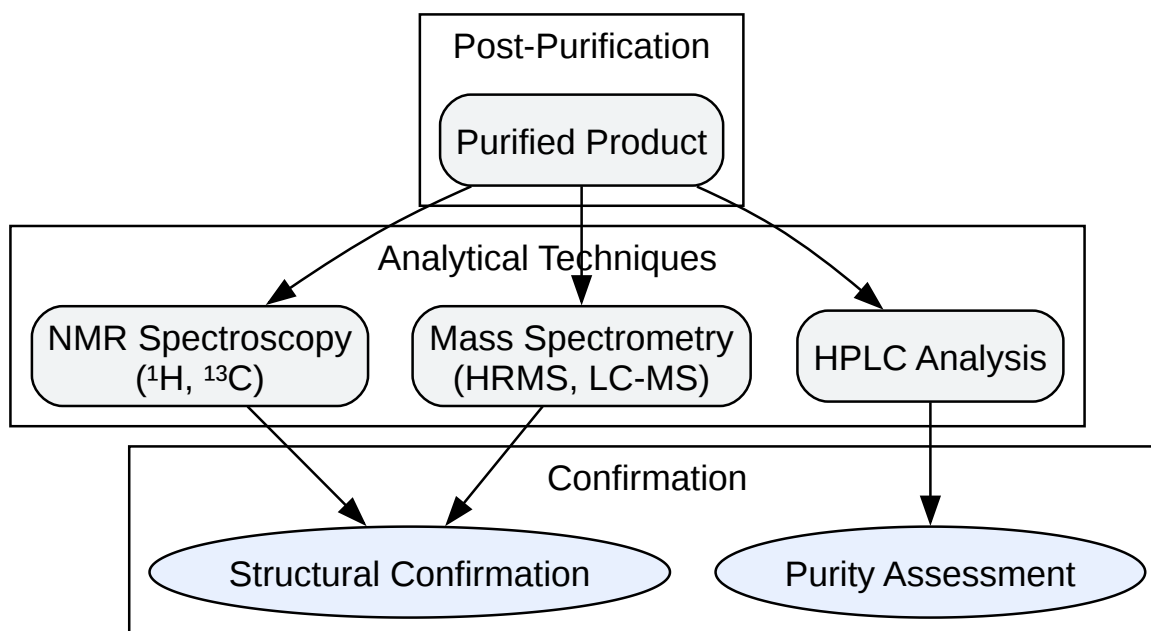 Post-Purification
Purified Product
Analytical Techniques
NMR Spectroscopy
(¹H, ¹³C)
Mass Spectrometry
(HRMS, LC-MS)
HPLC Analysis
Confirmation
Structural Confirmation
Purity Assessment